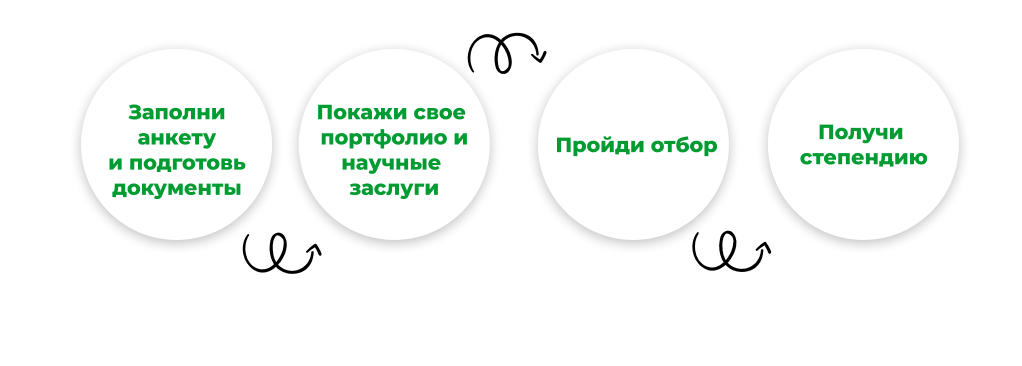 Заполни
анкету
и подготовь
документы
Покажи свое
портфолио и
научные
заслуги
Пройди отбор
Получи
степендию